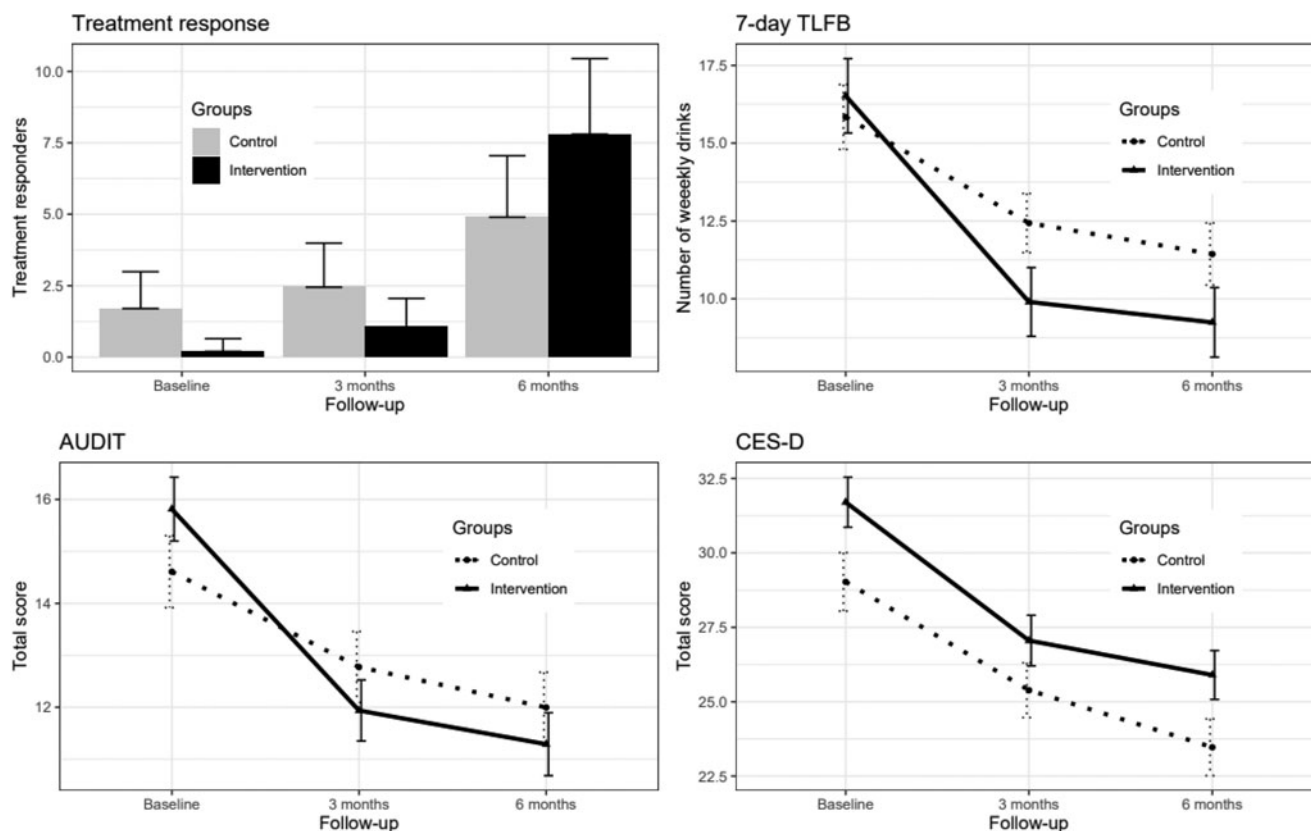 Treatment response
10.0
7.5
5.0
2.5
0.0
Treatment responders
Groups
Control
Intervention
Baseline
3 months
6 months
Follow-up
7-day TLFB
17.5
15.0
12.5
10.0
Number of weeekly drinks
Groups
Control
Intervention
Baseline
3 months
6 months
Follow-up
AUDIT
16
14
12
Total score
Groups
Control
Intervention
Baseline
3 months
6 months
Follow-up
CES-D
32.5
30.0
27.5
25.0
22.5
Total score
Groups
Control
Intervention
Baseline
3 months
6 months
Follow-up